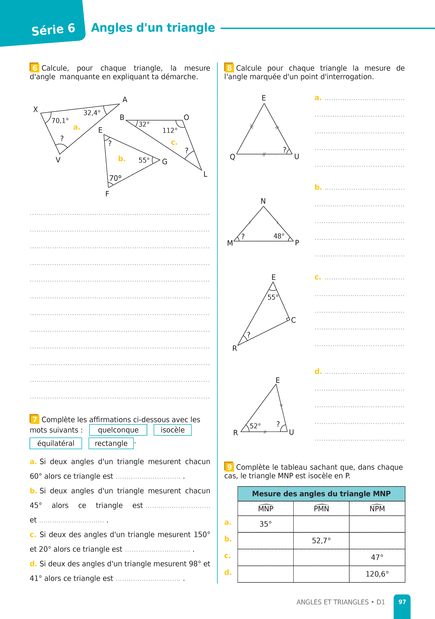 Série 6
Angles d'un triangle
6 Calcule, pour chaque triangle, la mesure
d'angle manquante en expliquant ta démarche.
A
X
32,4°
70,1°
a.
?
V
B
O
32°
112°
c.
?
L
E
?
b.
55°
G
70°
F
7 Complète les affirmations ci-dessous avec les
mots suivants : quelconque isocèle
équilatéral rectangle .
a. Si deux angles d'un triangle mesurent chacun
60° alors ce triangle est ............................ .
b. Si deux angles d'un triangle mesurent chacun
45° alors ce triangle est ............................
et ............................ .
c. Si deux angles d'un triangle mesurent 150°
et 20° alors ce triangle est ............................ .
d. Si deux angles d'un triangle mesurent 98° et
41° alors ce triangle est ............................ .
8 Calcule pour chaque triangle la mesure de
l'angle marquée d'un point d'interrogation.
E
a.
Q
?
U
b.
N
M
?
48°
P
c.
E
55°
C
?
R
d.
E
R
52°
?
U
9 Complète le tableau sachant que, dans chaque
cas, le triangle MNP est isocèle en P.
Mesure des angles du triangle MNP
MNP PMN NPM
a. 35°
b. 52,7°
c. 47°
d. 120,6°
ANGLES ET TRIANGLES • D1 97